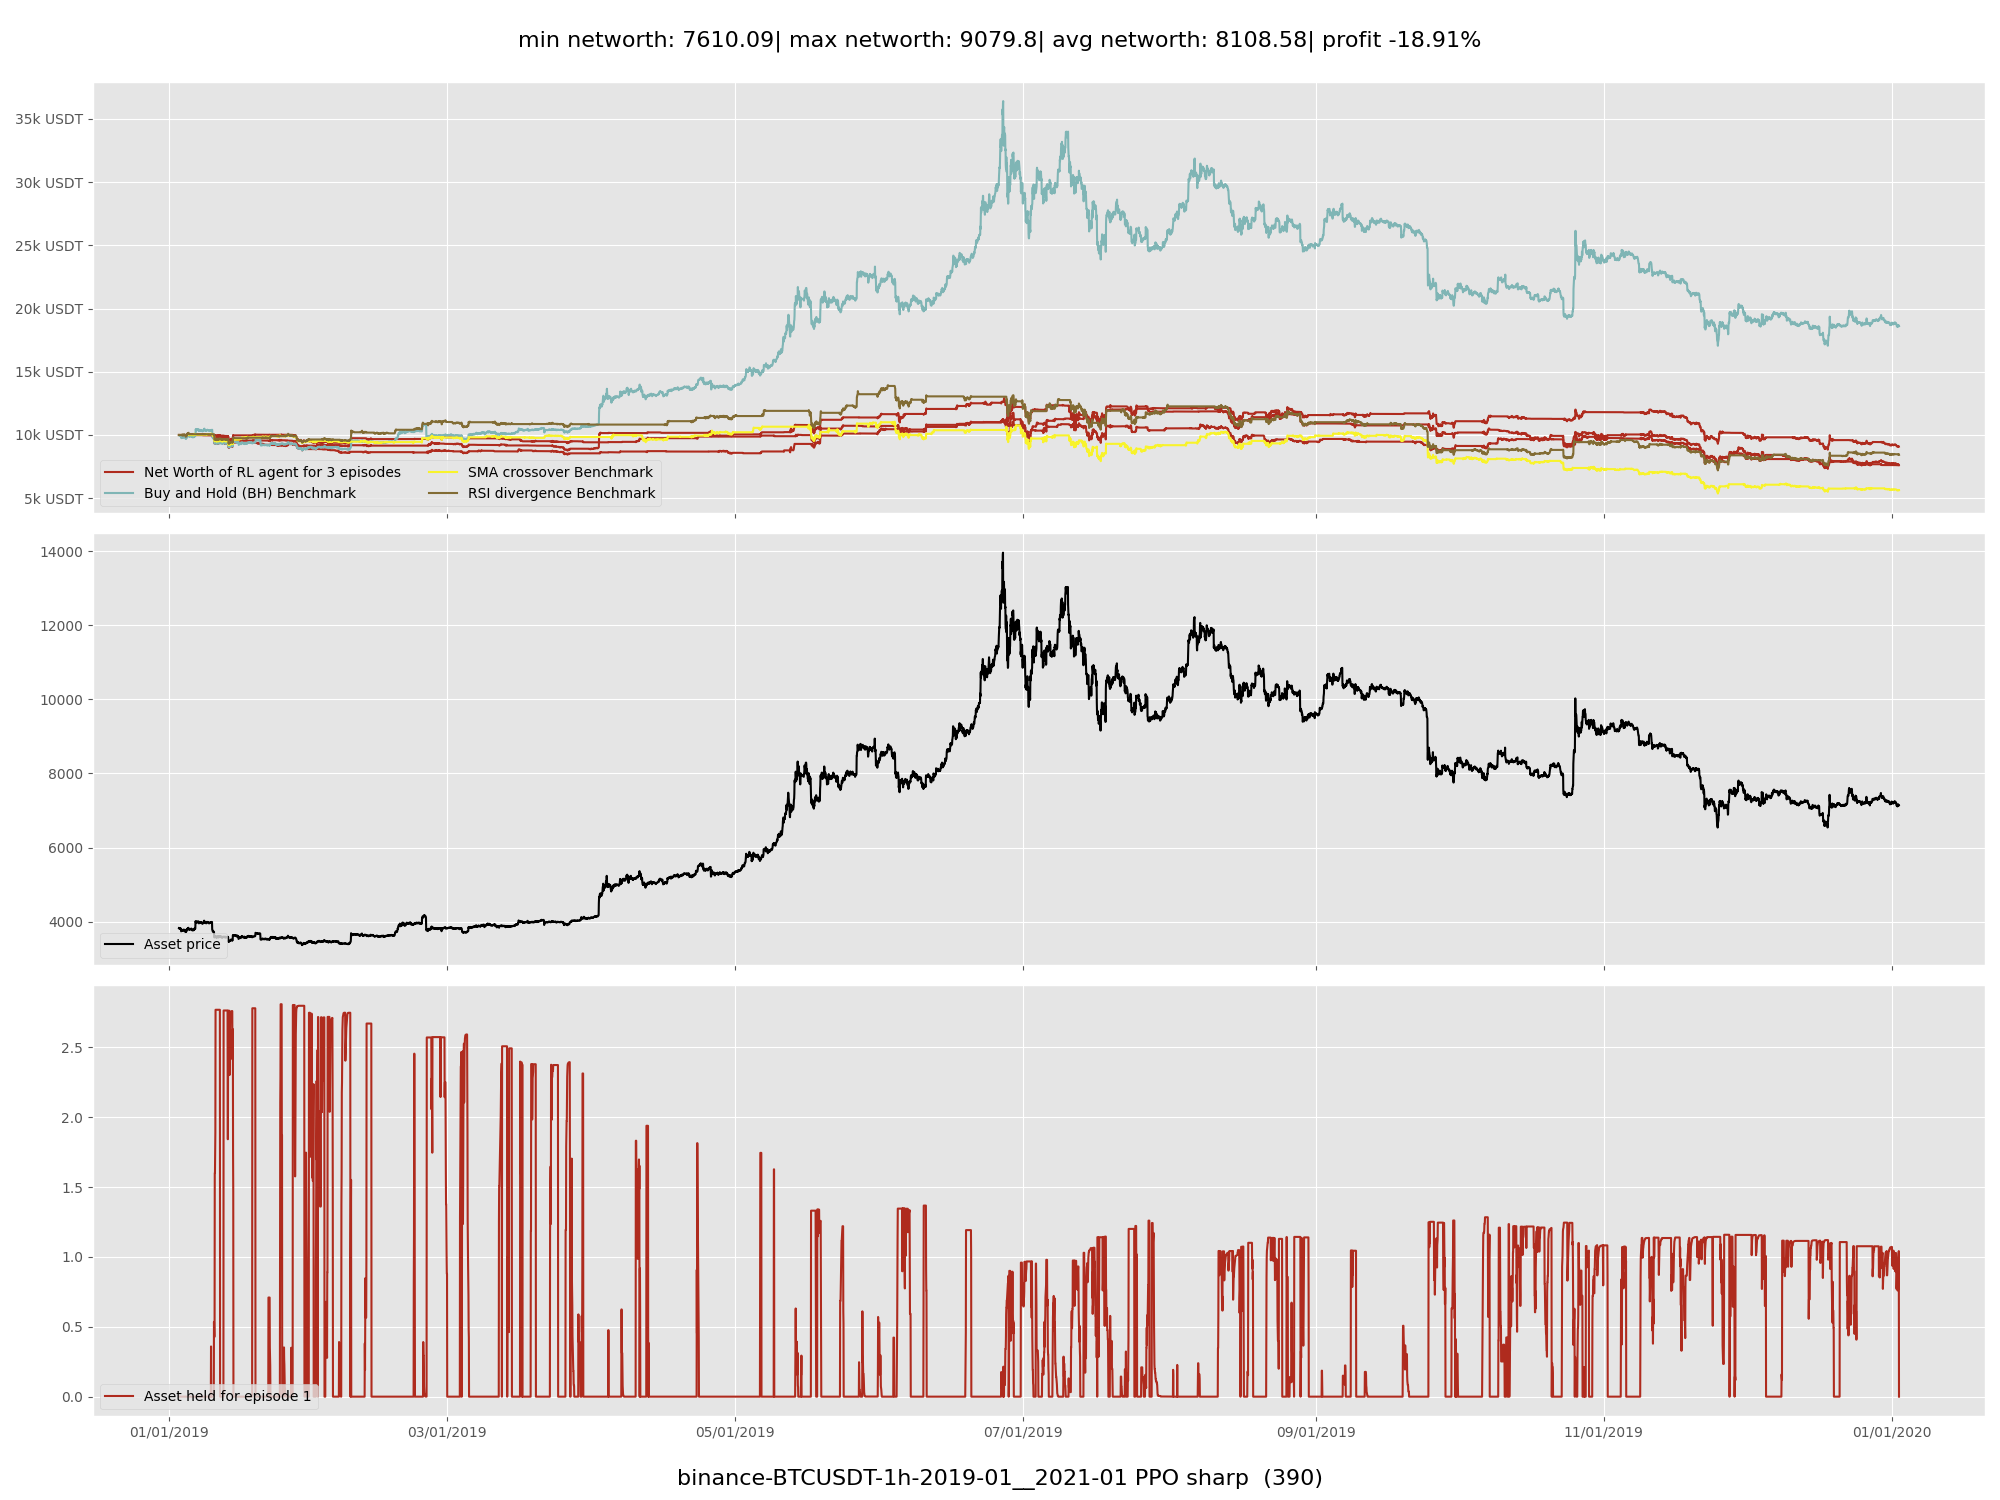 min networth: 7610.09| max networth: 9079.8| avg networth: 8108.58| profit -18.91%
35k USDT
30k USDT
25k USDT
20k USDT
15k USDT
10k USDT
5k USDT
Net Worth of RL agent for 3 episodes
Buy and Hold (BH) Benchmark
SMA crossover Benchmark
RSI divergence Benchmark
14000
12000
10000
8000
6000
4000
Asset price
2.5
2.0
1.5
1.0
0.5
0.0
Asset held for episode 1
01/01/2019 03/01/2019 05/01/2019 07/01/2019 09/01/2019 11/01/2019 01/01/2020
binance-BTCUSDT-1h-2019-01__2021-01 PPO sharp (390)